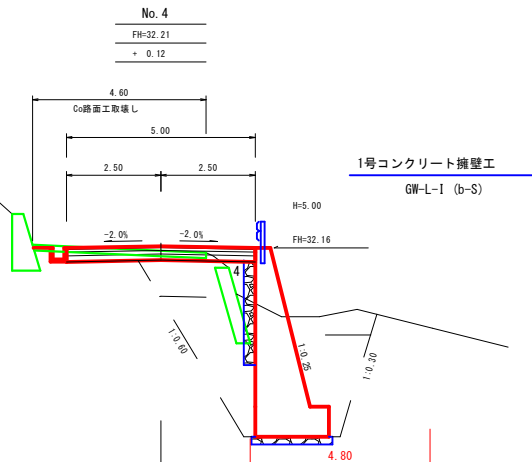 No. 4
FH=32.21
+ 0.12
4.60
Co路面工取壊し
5.00
2.50
2.50
1号コンクリート擁壁工
GW-L-I (b-S)
H=5.00
-2.0%
-2.0%
FH=32.16
4
1:0.60
1:0.25
1:0.30
4.80